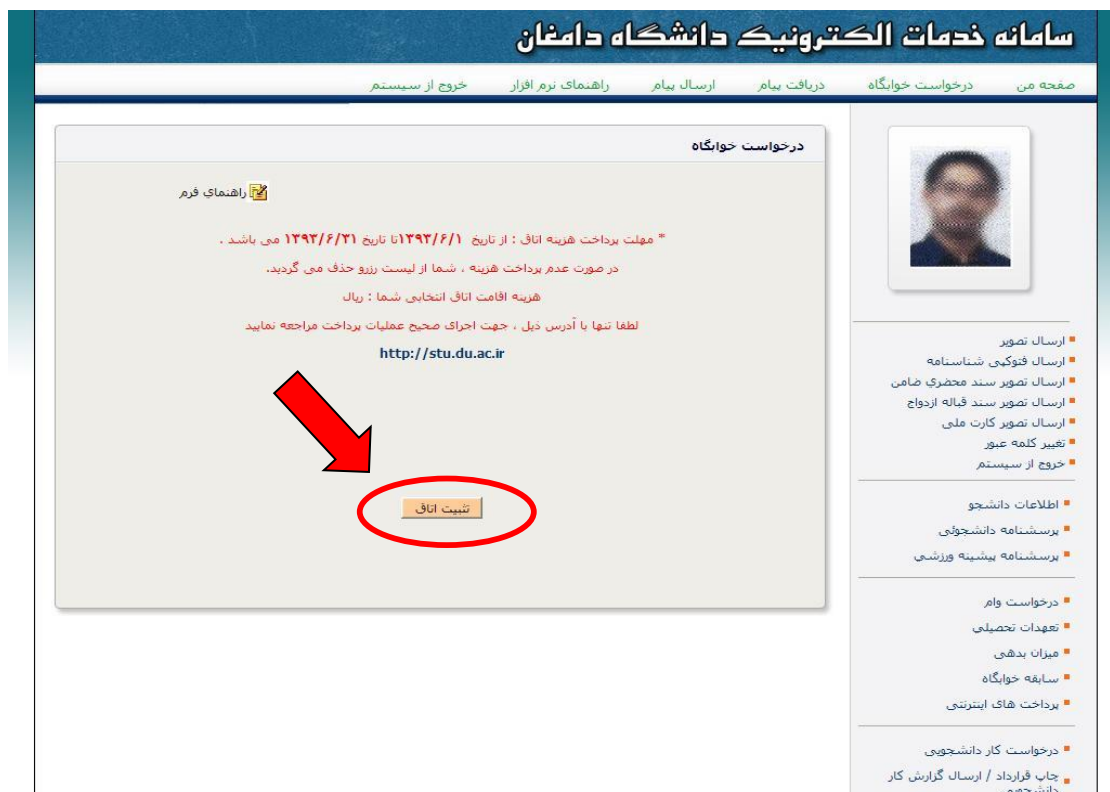 سامانه خدمات الکترونیک دانشگاه دامغان
صفحه من درخواست خوابگاه دریافت پیام ارسال پیام راهنمای نرم افزار خروج از سیستم
درخواست خوابگاه
راهنمای فرم
* مهلت پرداخت هزینه اتاق : از تاریخ ۱۳۹۳/۶/۱تا تاریخ ۱۳۹۳/۶/۳۱ می باشد .
در صورت عدم پرداخت هزینه ، شما از لیست رزرو حذف می گردید.
هزینه اقامت اتاق انتخابی شما : ریال
لطفا تنها با آدرس ذیل ، جهت اجرای صحیح عملیات پرداخت مراجعه نمایید
http://stu.du.ac.ir
تثبیت اتاق
ارسال تصویر
ارسال فتوکپی شناسنامه
ارسال تصویر سند محضري ضامن
ارسال تصویر سند قباله ازدواج
ارسال تصویر کارت ملی
تغییر کلمه عبور
خروج از سیستم
اطلاعات دانشجو
پرسشنامه دانشجوئی
پرسشنامه پیشینه ورزشی
درخواست وام
تعهدات تحصیلی
میزان بدهی
سابقه خوابگاه
پرداخت های اینترنتی
درخواست کار دانشجویی
چاپ قرارداد / ارسال گزارش کار